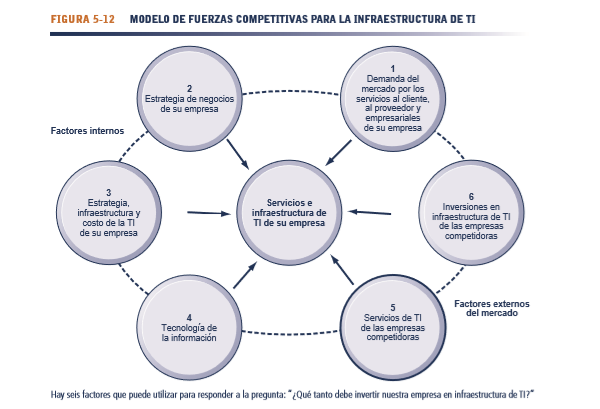 FIGURA 5-12 MODELO DE FUERZAS COMPETITIVAS PARA LA INFRAESTRUCTURA DE TI
1
Demanda del
mercado por los
servicios al cliente,
al proveedor y
empresariales
de su empresa
2
Estrategia de negocios
de su empresa
Factores internos
3
Estrategia,
infraestructura y
costo de la TI
de su empresa
Servicios e
infraestructura de
TI de su empresa
6
Inversiones en
infraestructura de TI
de las empresas
competidoras
4
Tecnología de
la información
5
Servicios de TI
de las empresas
competidoras
Factores externos
del mercado
Hay seis factores que puede utilizar para responder a la pregunta: "¿Qué tanto debe invertir nuestra empresa en infraestructura de TI?"